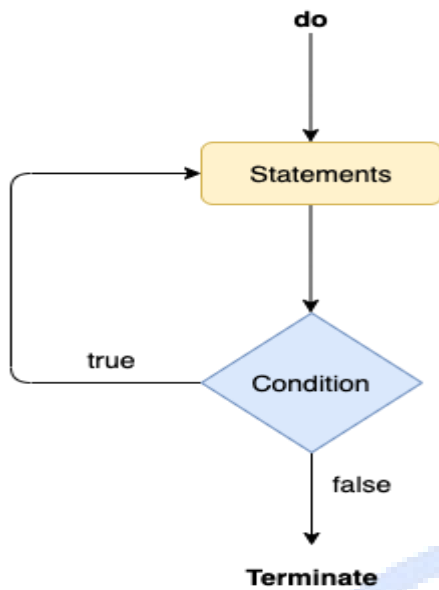 do
Statements
true
Condition
false
Terminate